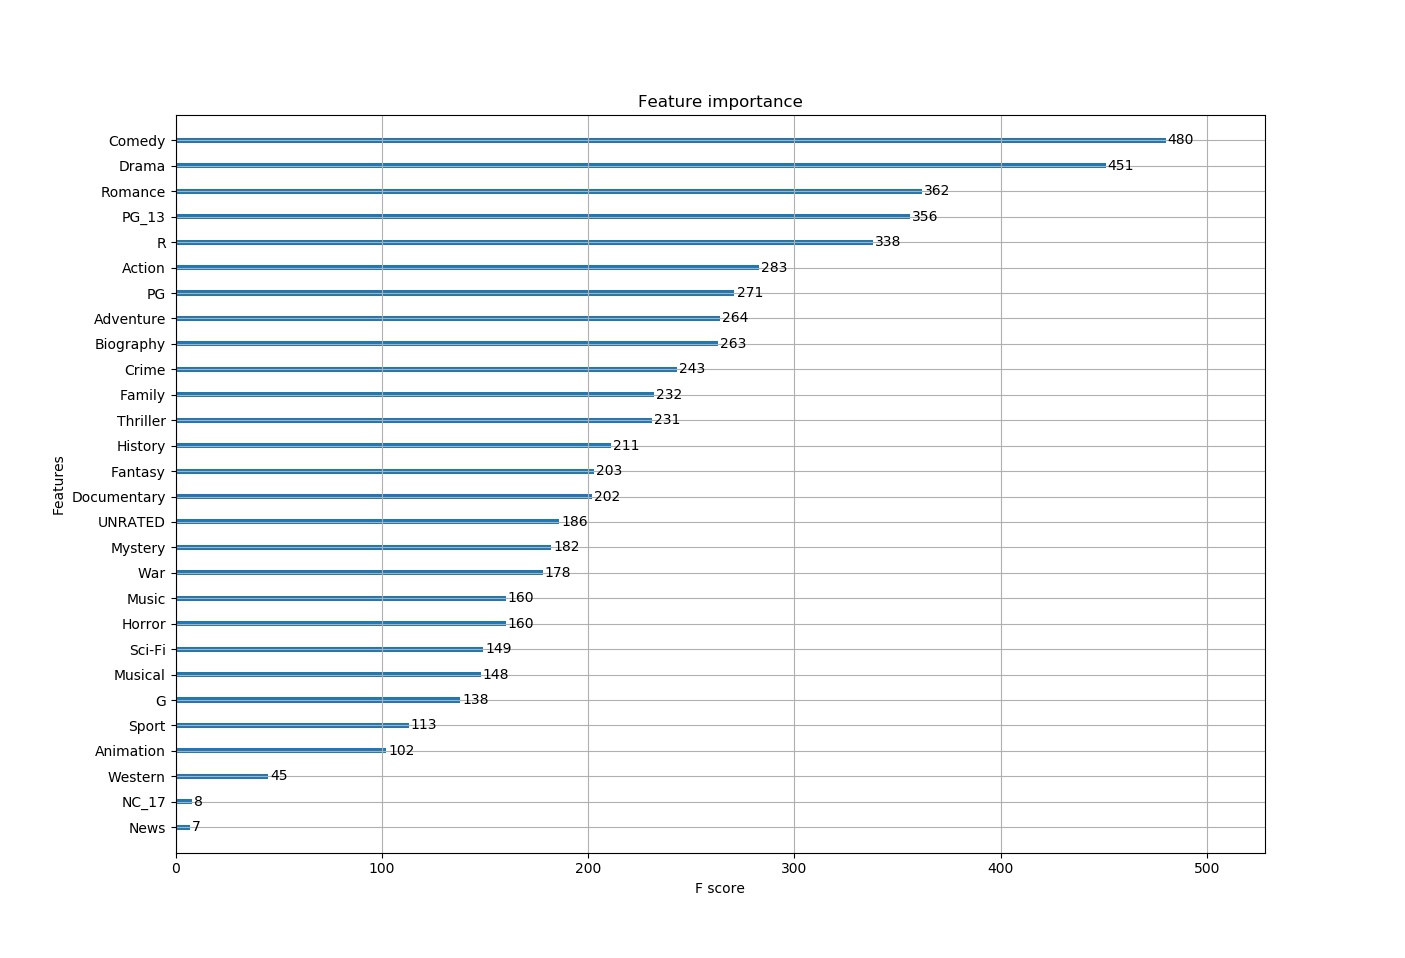 Feature importance
Comedy 480
Drama 451
Romance 362
PG_13 356
R 338
Action 283
PG 271
Adventure 264
Biography 263
Crime 243
Family 232
Thriller 231
History 211
Fantasy 203
Features
Documentary 202
UNRATED 186
Mystery 182
War 178
Music 160
Horror 160
Sci-Fi 149
Musical 148
G 138
Sport 113
Animation 102
Western 45
NC_17 8
News 7
0 100 200 300 400 500
F score